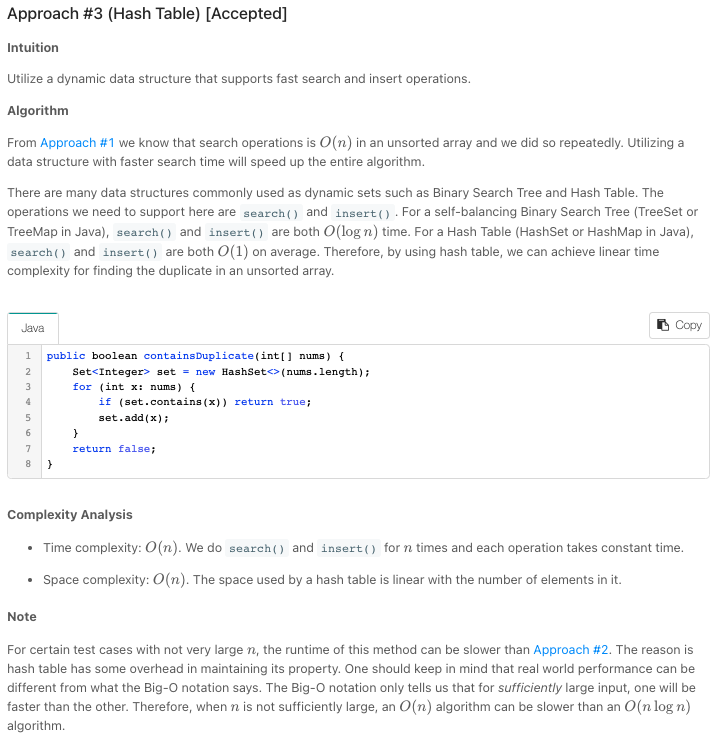 Approach #3 (Hash Table) [Accepted]
Intuition
Utilize a dynamic data structure that supports fast search and insert operations.
Algorithm
From Approach #1 we know that search operations is O(n) in an unsorted array and we did so repeatedly. Utilizing a
data structure with faster search time will speed up the entire algorithm.
There are many data structures commonly used as dynamic sets such as Binary Search Tree and Hash Table. The
operations we need to support here are search() and insert(). For a self-balancing Binary Search Tree (TreeSet or
TreeMap in Java), search() and insert() are both O(log n) time. For a Hash Table (HashSet or HashMap in Java),
search() and insert() are both O(1) on average. Therefore, by using hash table, we can achieve linear time
complexity for finding the duplicate in an unsorted array.
Java Copy
1 public boolean containsDuplicate(int[] nums) {
2     Set<Integer> set = new HashSet<>(nums.length);
3     for (int x: nums) {
4         if (set.contains(x)) return true;
5         set.add(x);
6     }
7     return false;
8 }
Complexity Analysis
• Time complexity: O(n). We do search() and insert() for n times and each operation takes constant time.
• Space complexity: O(n). The space used by a hash table is linear with the number of elements in it.
Note
For certain test cases with not very large n, the runtime of this method can be slower than Approach #2. The reason is
hash table has some overhead in maintaining its property. One should keep in mind that real world performance can be
different from what the Big-O notation says. The Big-O notation only tells us that for sufficiently large input, one will be
faster than the other. Therefore, when n is not sufficiently large, an O(n) algorithm can be slower than an O(n log n)
algorithm.